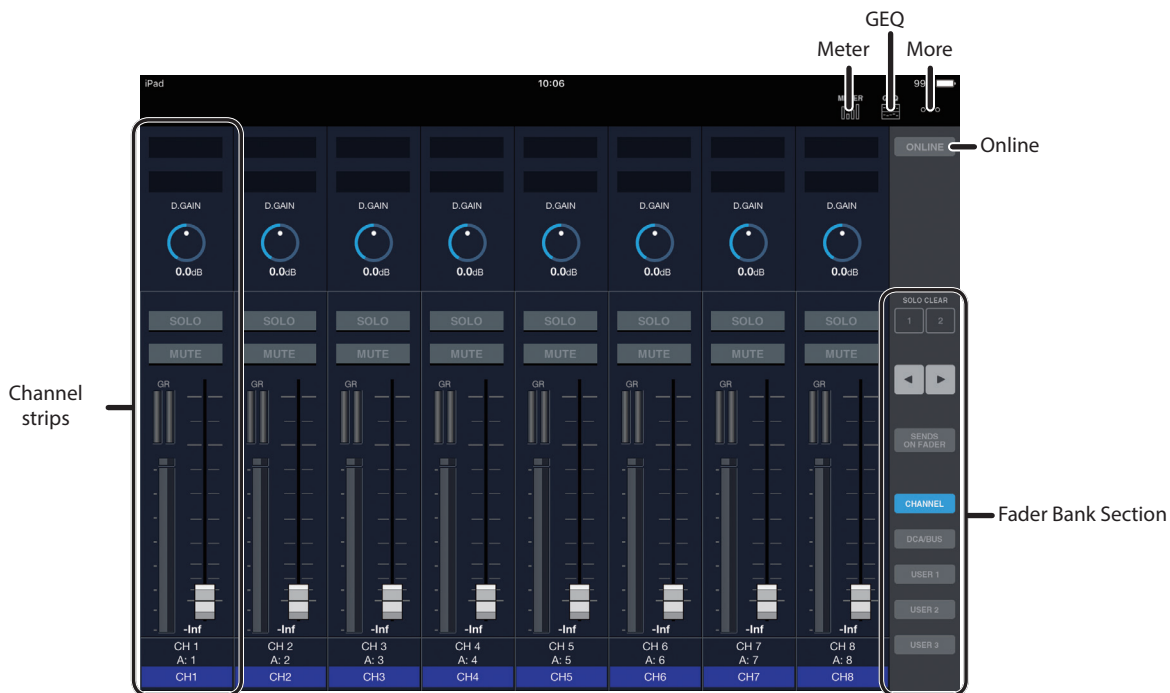 GEQ
Meter More
iPad 10:06 99
ONLINE
Online
D.GAIN D.GAIN D.GAIN D.GAIN D.GAIN D.GAIN D.GAIN D.GAIN
0.0dB 0.0dB 0.0dB 0.0dB 0.0dB 0.0dB 0.0dB 0.0dB
SOLO CLEAR
1 2
SOLO SOLO SOLO SOLO SOLO SOLO SOLO SOLO
MUTE MUTE MUTE MUTE MUTE MUTE MUTE MUTE
GR GR GR GR GR GR GR GR
Channel
strips
SENDS
ON FADER
CHANNEL
Fader Bank Section
DCA/BUS
USER 1
USER 2
USER 3
-Inf -Inf -Inf -Inf -Inf -Inf -Inf -Inf
CH 1 CH 2 CH 3 CH 4 CH 5 CH 6 CH 7 CH 8
A: 1 A: 2 A: 3 A: 4 A: 5 A: 6 A: 7 A: 8
CH1 CH2 CH3 CH4 CH5 CH6 CH7 CH8